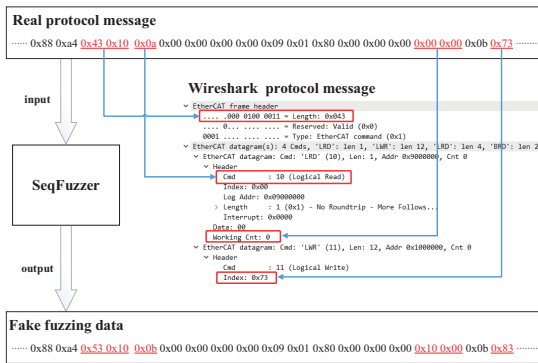 Real protocol message
...... 0x88 0xa4 0x43 0x10 0x0a 0x00 0x00 0x00 0x00 0x09 0x01 0x80 0x00 0x00 0x00 0x00 0x00 0x0b 0x73 ........
input
Wireshark protocol message
EtherCAT frame header
.... .000 0100 0011 = Length: 0x043
.... 0... .... .... = Reserved: Valid (0x0)
0001 .... .... .... = Type: EtherCAT command (0x1)
EtherCAT datagram(s): 4 Cmds, 'LRD': len 1, 'LWR': len 12, 'LRD': len 4, 'BRD': len 2
EtherCAT datagram: Cmd: 'LRD' (10), Len: 1, Addr 0x9000000, Cnt 0
Header
Cmd : 10 (Logical Read)
Index: 0x00
Log Addr: 0x09000000
Length : 1 (0x1) - No Roundtrip - More Follows...
Interrupt: 0x0000
Data: 00
Working Cnt: 0
EtherCAT datagram: Cmd: 'LWR' (11), Len: 12, Addr 0x1000000, Cnt 0
Header
Cmd : 11 (Logical Write)
Index: 0x73
SeqFuzzer
output
Fake fuzzing data
...... 0x88 0xa4 0x53 0x10 0x0b 0x00 0x00 0x00 0x00 0x09 0x01 0x80 0x00 0x00 0x00 0x10 0x00 0x0b 0x83 ........